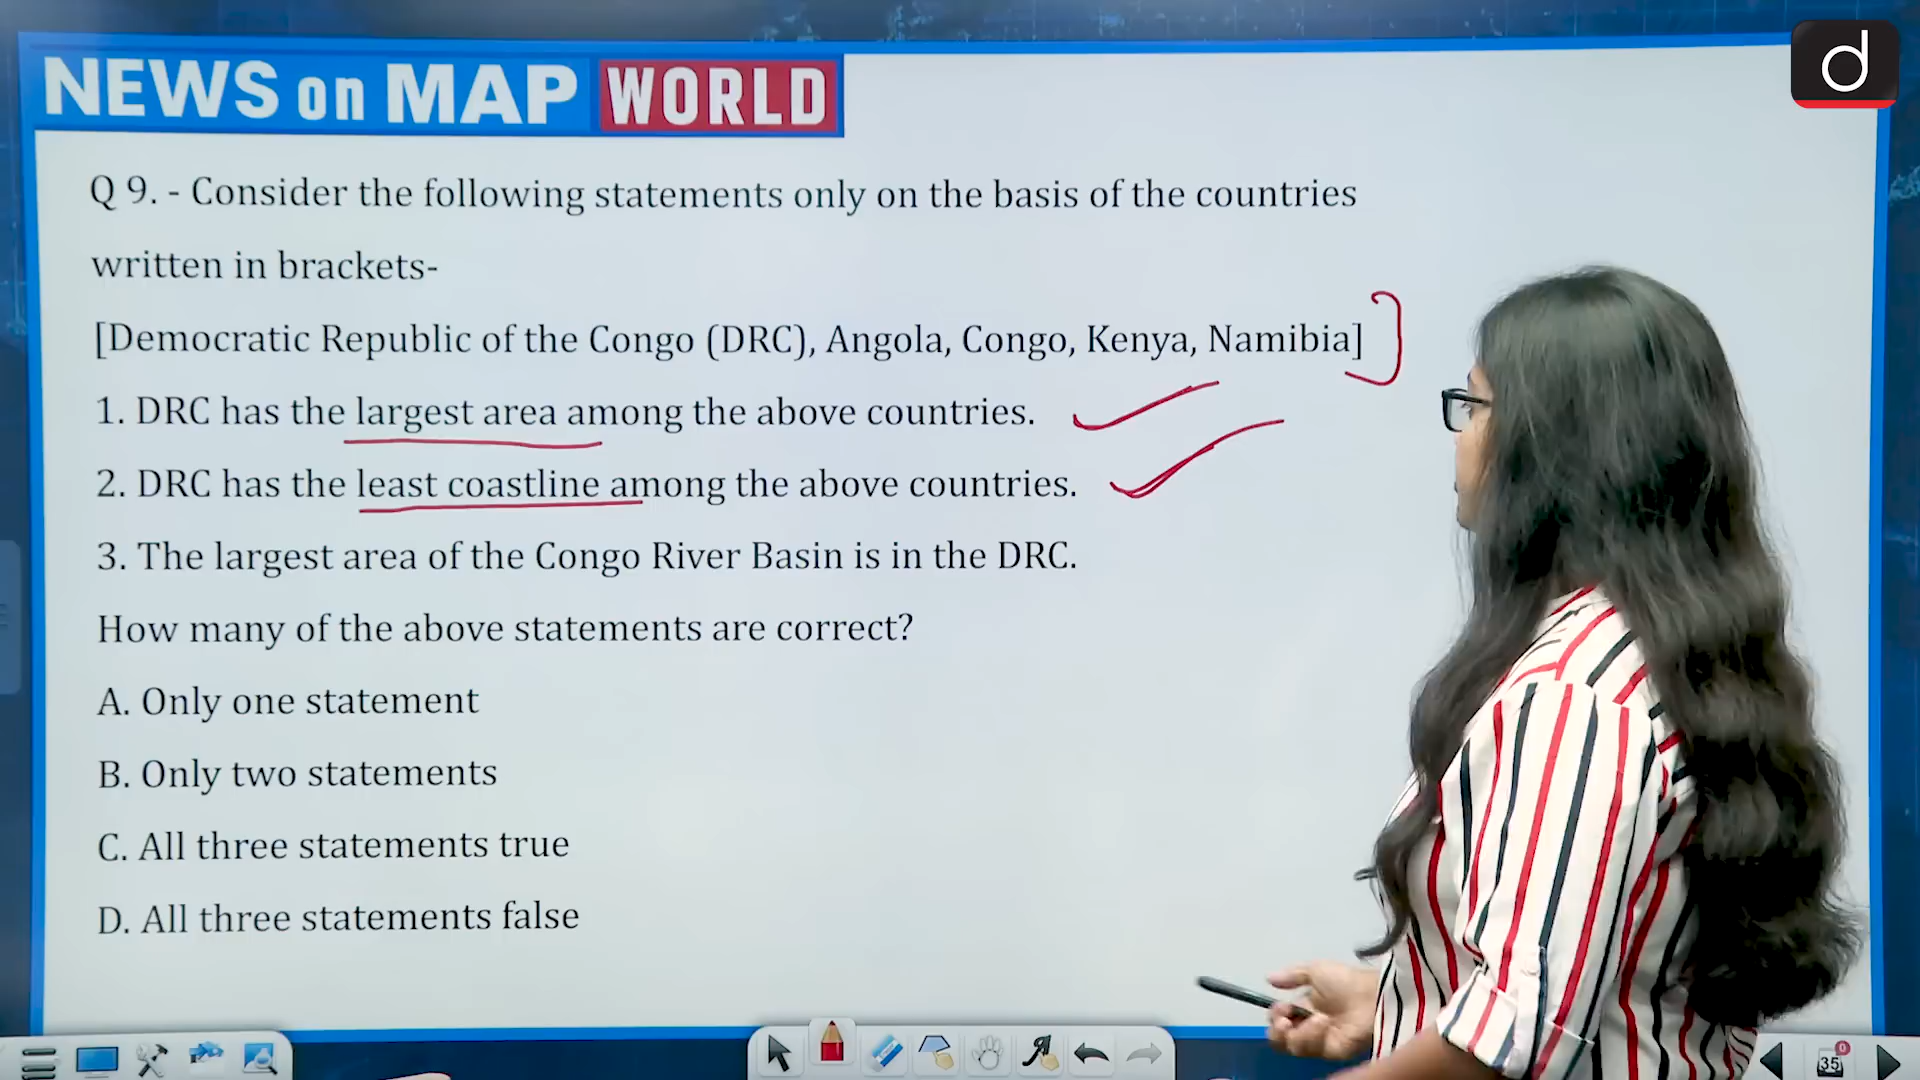 NEWS on MAP WORLD
d
Q 9. - Consider the following statements only on the basis of the countries
written in brackets-
[Democratic Republic of the Congo (DRC), Angola, Congo, Kenya, Namibia]
1. DRC has the largest area among the above countries.
2. DRC has the least coastline among the above countries.
3. The largest area of the Congo River Basin is in the DRC.
How many of the above statements are correct?
A. Only one statement
B. Only two statements
C. All three statements true
D. All three statements false
35
0